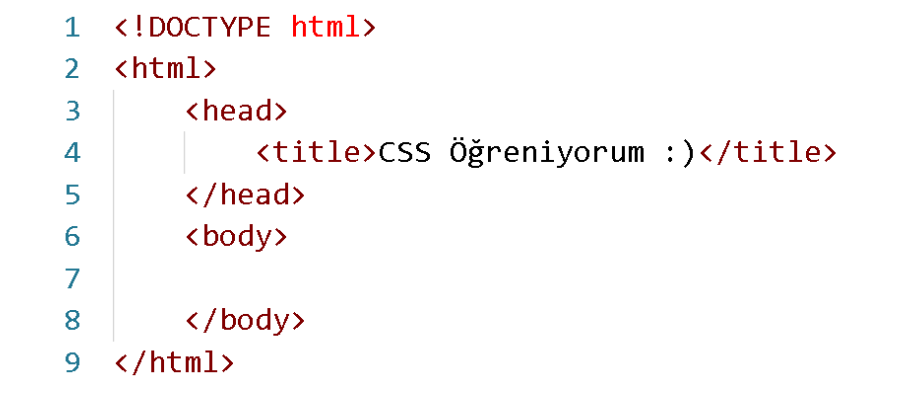 1 <!DOCTYPE html>
2 <html>
3     <head>
4         <title>CSS Öğreniyorum :)</title>
5     </head>
6     <body>
7
8     </body>
9 </html>